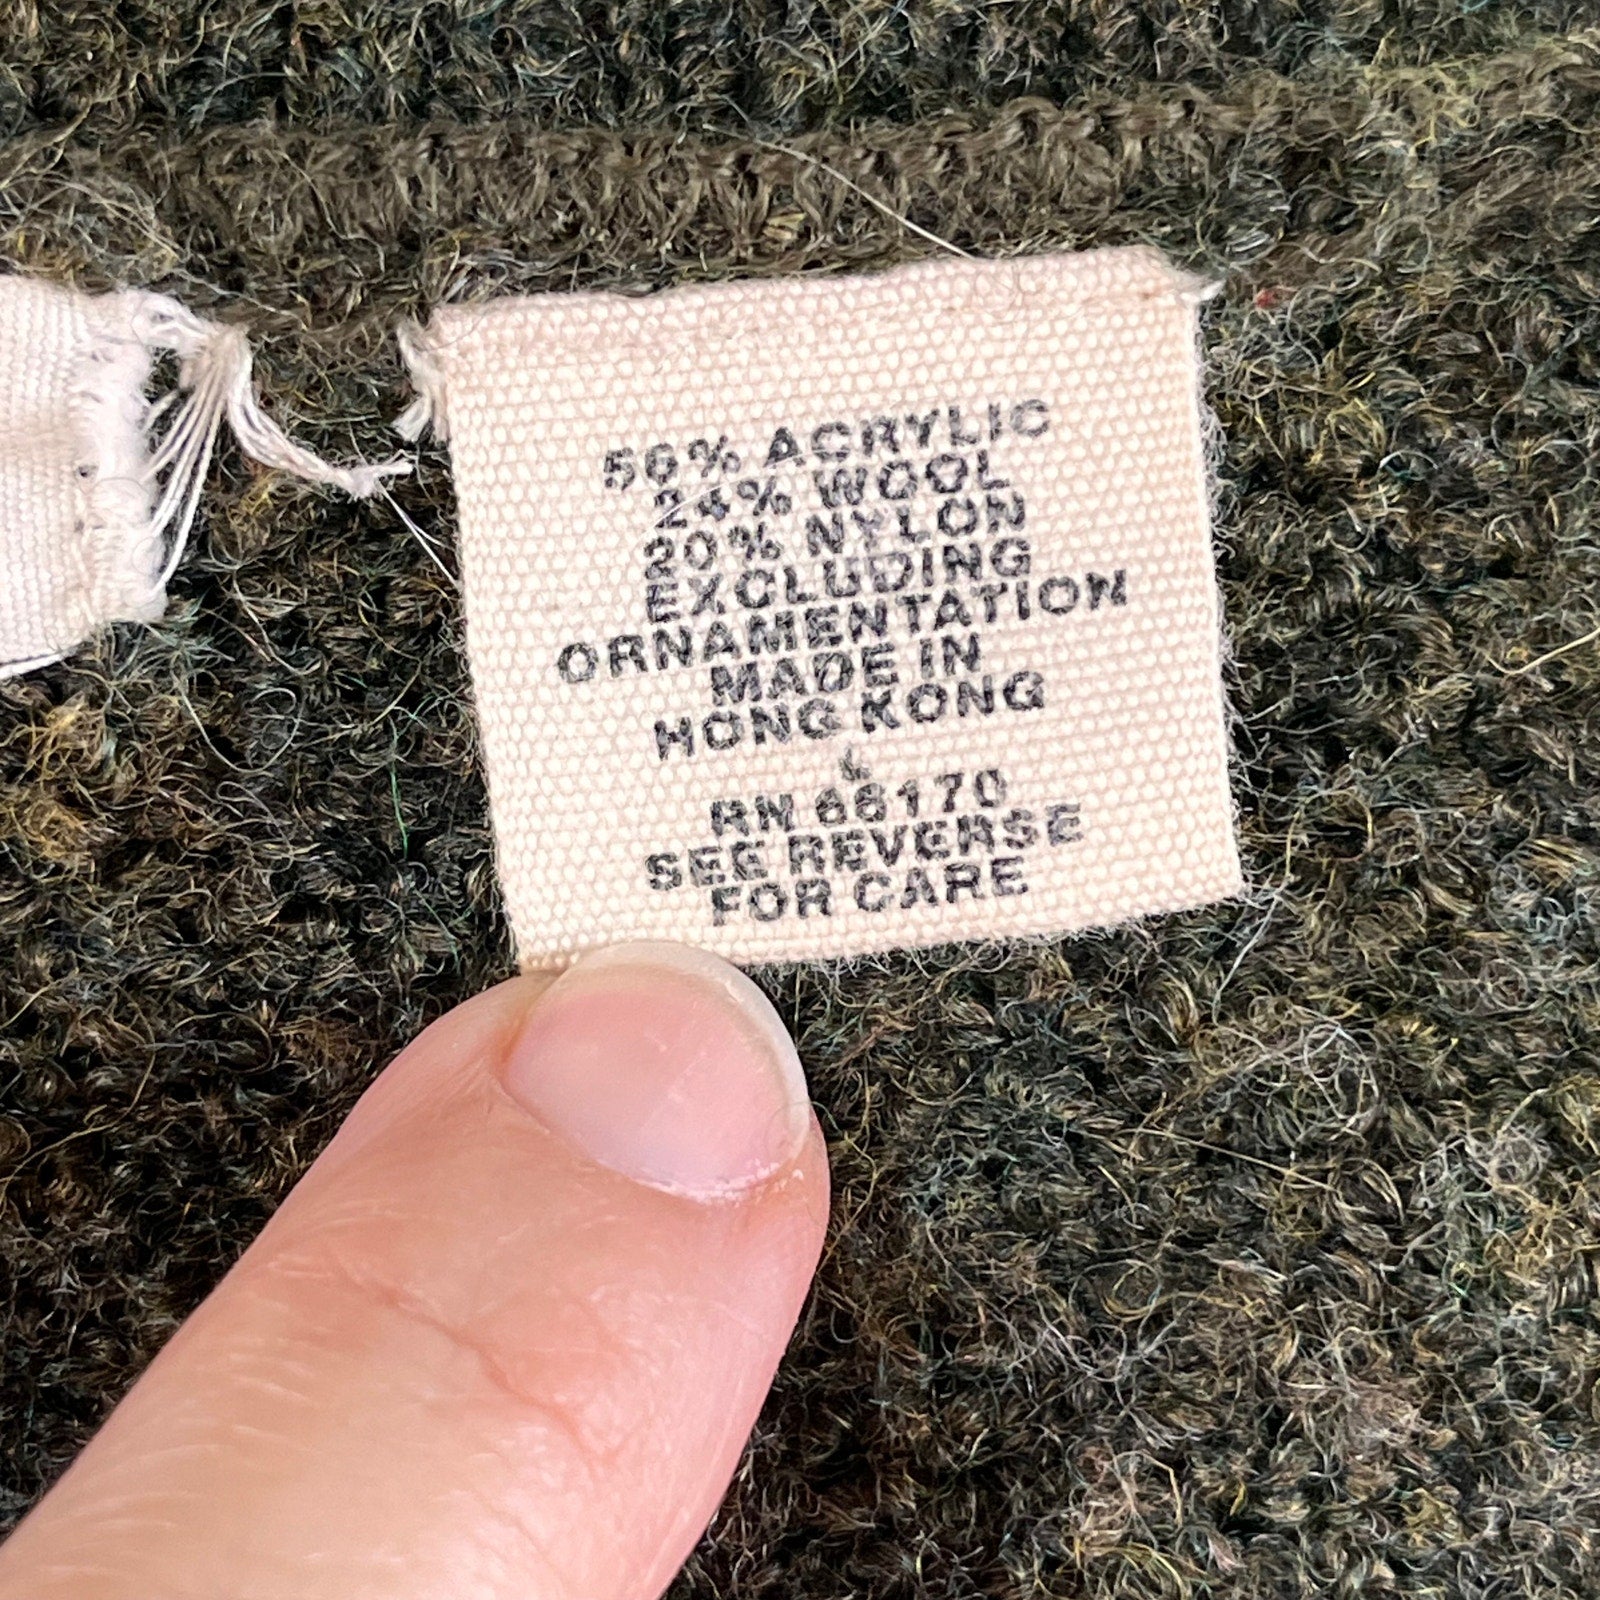 56% ACRYLIC
24% WOOL
20% NYLON
EXCLUDING
ORNAMENTATION
MADE IN
HONG KONG
L
RN 66170
SEE REVERSE
FOR CARE